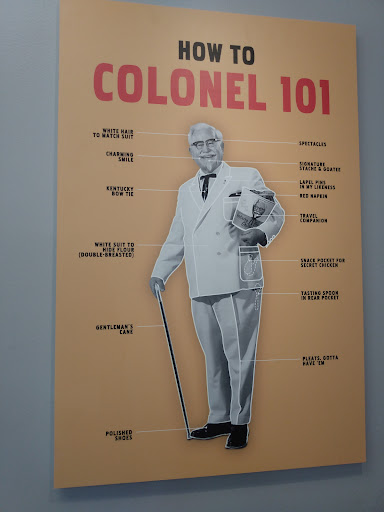 HOW TO
COLONEL 101
WHITE HAIR
TO MATCH SUIT
CHARMING
SMILE
KENTUCKY
BOW TIE
WHITE SUIT TO
HIDE FLOUR
(DOUBLE-BREASTED)
GENTLEMAN'S
CANE
POLISHED
SHOES
SPECTACLES
SIGNATURE
STACHE & GOATEE
LAPEL PINS
IN MY LIKENESS
RED NAPKIN
TRAVEL
COMPANION
SNACK POCKET FOR
SECRET CHICKEN
TASTING SPOON
IN REAR POCKET
PLEATS, GOTTA
HAVE 'EM